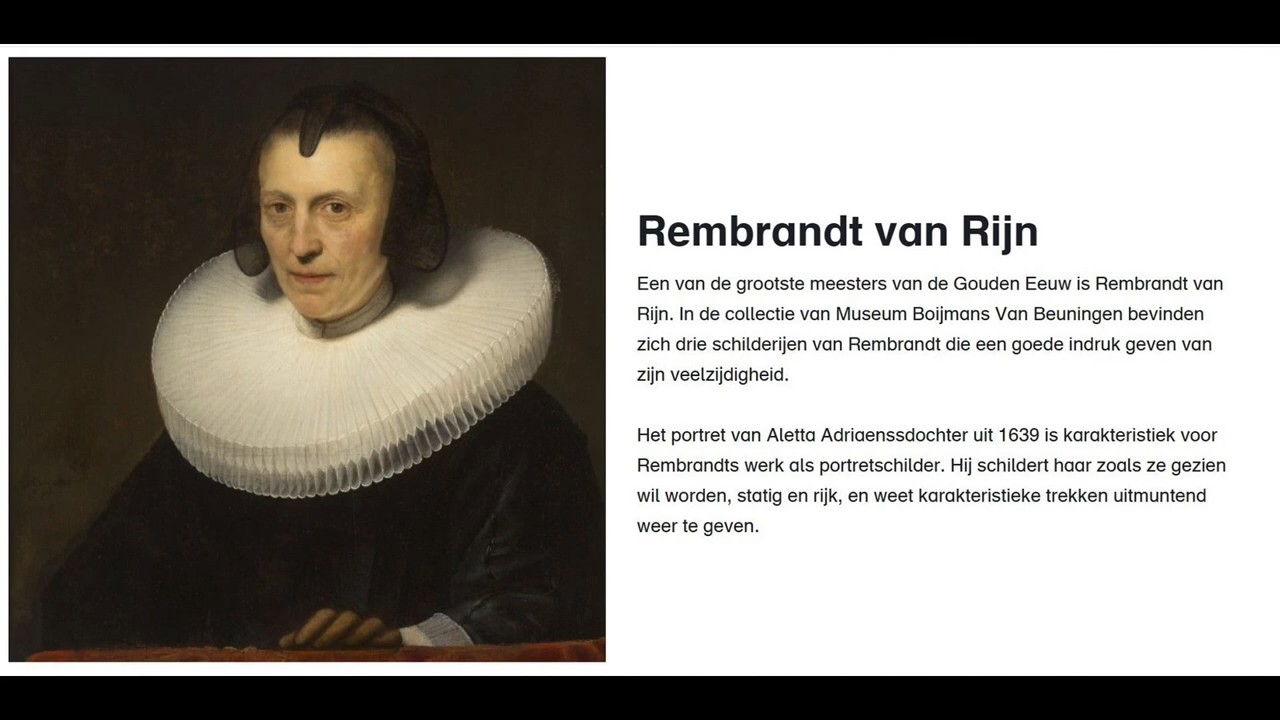 Rembrandt van Rijn
Een van de grootste meesters van de Gouden Eeuw is Rembrandt van
Rijn. In de collectie van Museum Boijmans Van Beuningen bevinden
zich drie schilderijen van Rembrandt die een goede indruk geven van
zijn veelzijdigheid.
Het portret van Aletta Adriaenssdochter uit 1639 is karakteristiek voor
Rembrandts werk als portretschilder. Hij schildert haar zoals ze gezien
wil worden, statig en rijk, en weet karakteristieke trekken uitmuntend
weer te geven.